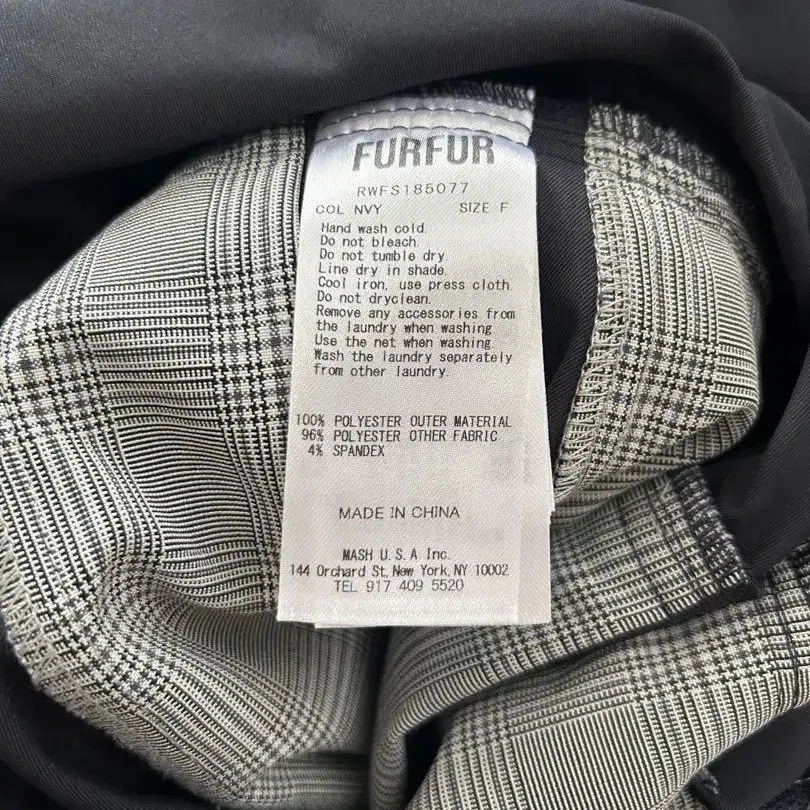 FURFUR
RWFS185077
COL NVY SIZE F
Hand wash cold.
Do not bleach.
Do not tumble dry.
Line dry in shade.
Cool iron, use press cloth.
Do not dryclean.
Remove any accessories from
the laundry when washing.
Use the net when washing.
Wash the laundry separately
from other laundry.
100% POLYESTER OUTER MATERIAL
96% POLYESTER OTHER FABRIC
4% SPANDEX
MADE IN CHINA
MASH U.S.A Inc.
144 Orchard St, New York, NY 10002
TEL 917 409 5520